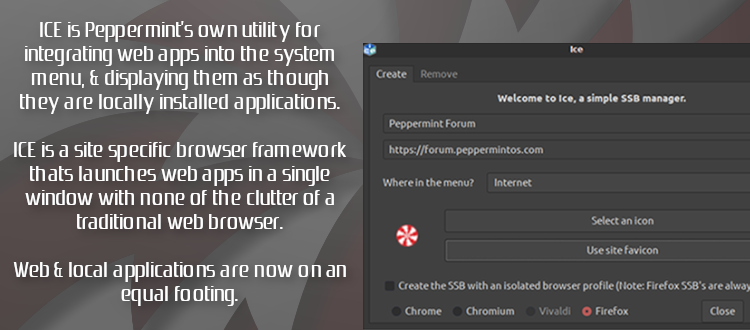 ICE is Peppermint's own utility for
integrating web apps into the system
menu, & displaying them as though
they are locally installed applications.
ICE is a site specific browser framework
thats launches web apps in a single
window with none of the clutter of a
traditional web browser.
Web & local applications are now on an
equal footing.
Ice
Create Remove
Welcome to Ice, a simple SSB manager.
Peppermint Forum
https://forum.peppermintos.com
Where in the menu? Internet
Select an icon
Use site favicon
Create the SSB with an isolated browser profile (Note: Firefox SSB's are alway
Chrome Chromium Vivaldi Firefox Close